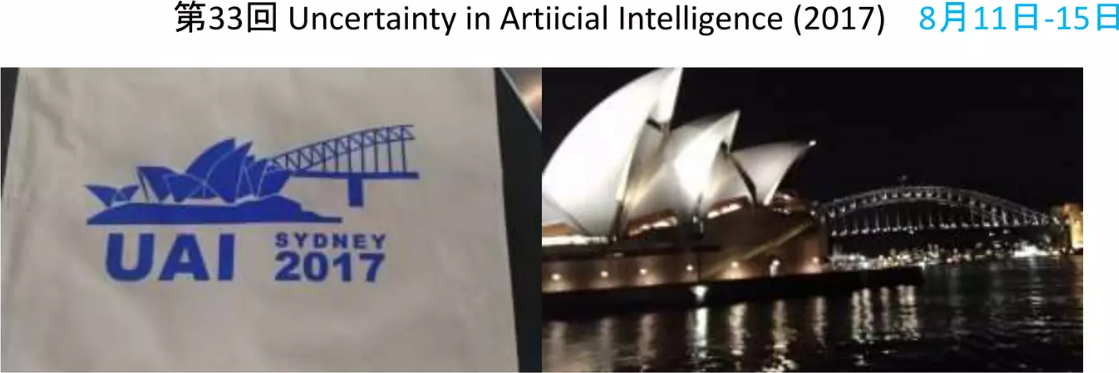 第33回 Uncertainty in Artiicial Intelligence (2017) 8月11日-15日
UAI SYDNEY 2017